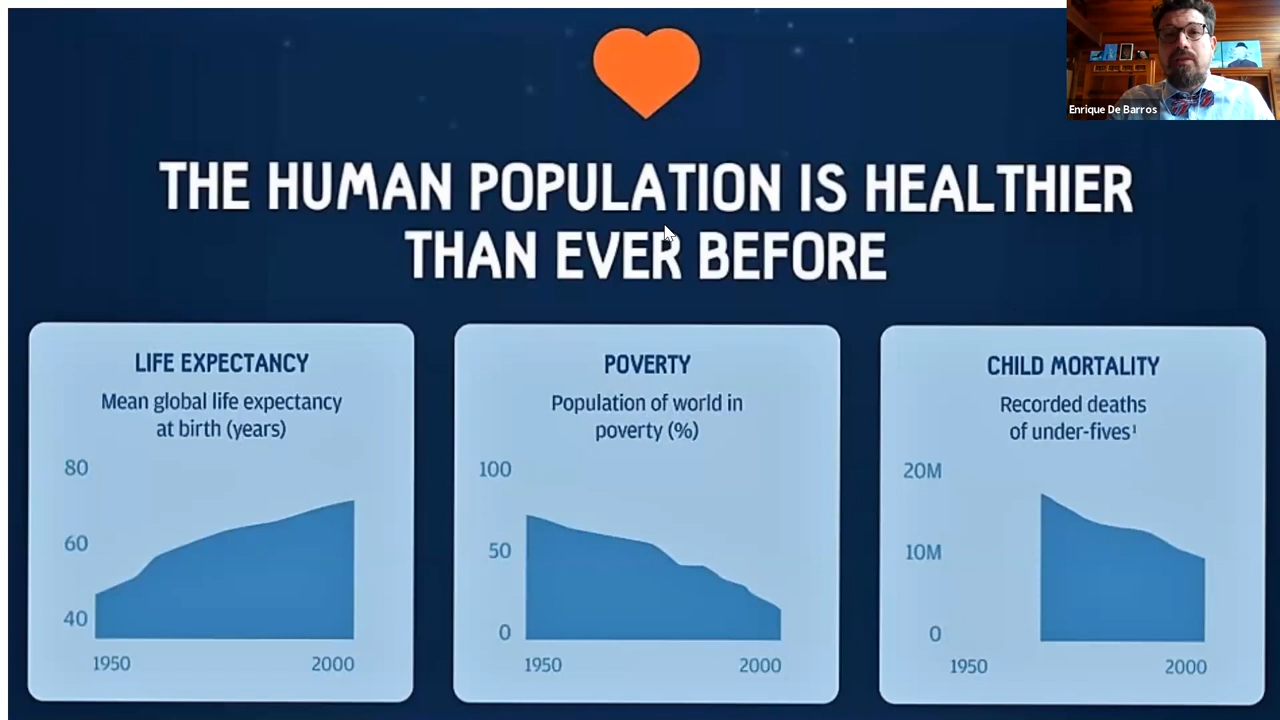 Enrique De Barros
THE HUMAN POPULATION IS HEALTHIER
THAN EVER BEFORE
LIFE EXPECTANCY
Mean global life expectancy
at birth (years)
80
60
40
1950 2000
POVERTY
Population of world in
poverty (%)
100
50
0
1950 2000
CHILD MORTALITY
Recorded deaths
of under-fives¹
20M
10M
0
1950 2000